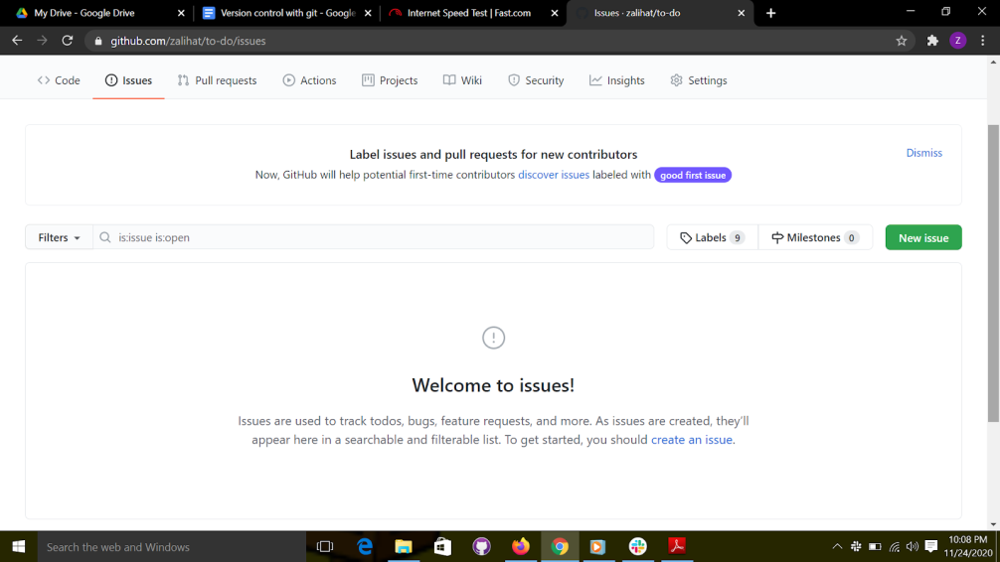 My Drive - Google Drive
Version control with git - Google
Internet Speed Test | Fast.com
Issues · zalihat/to-do
github.com/zalihat/to-do/issues
Z
Code
Issues
Pull requests
Actions
Projects
Wiki
Security
Insights
Settings
Label issues and pull requests for new contributors
Dismiss
Now, GitHub will help potential first-time contributors discover issues labeled with good first issue
Filters
is:issue is:open
Labels 9
Milestones 0
New issue
Welcome to issues!
Issues are used to track todos, bugs, feature requests, and more. As issues are created, they'll
appear here in a searchable and filterable list. To get started, you should create an issue.
Search the web and Windows
10:08 PM
11/24/2020